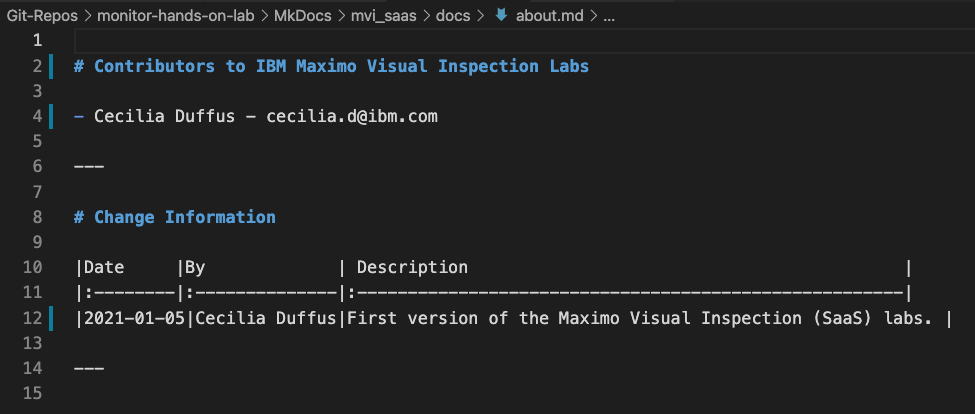 Git-Repos > monitor-hands-on-lab > MkDocs > mvi_saas > docs > about.md > ...
1
2 # Contributors to IBM Maximo Visual Inspection Labs
3
4 - Cecilia Duffus - cecilia.d@ibm.com
5
6 ---
7
8 # Change Information
9
10 |Date     |By             | Description                                           |
11 |:--------|:--------------|:------------------------------------------------------|
12 |2021-01-05|Cecilia Duffus|First version of the Maximo Visual Inspection (SaaS) labs. |
13
14 ---
15